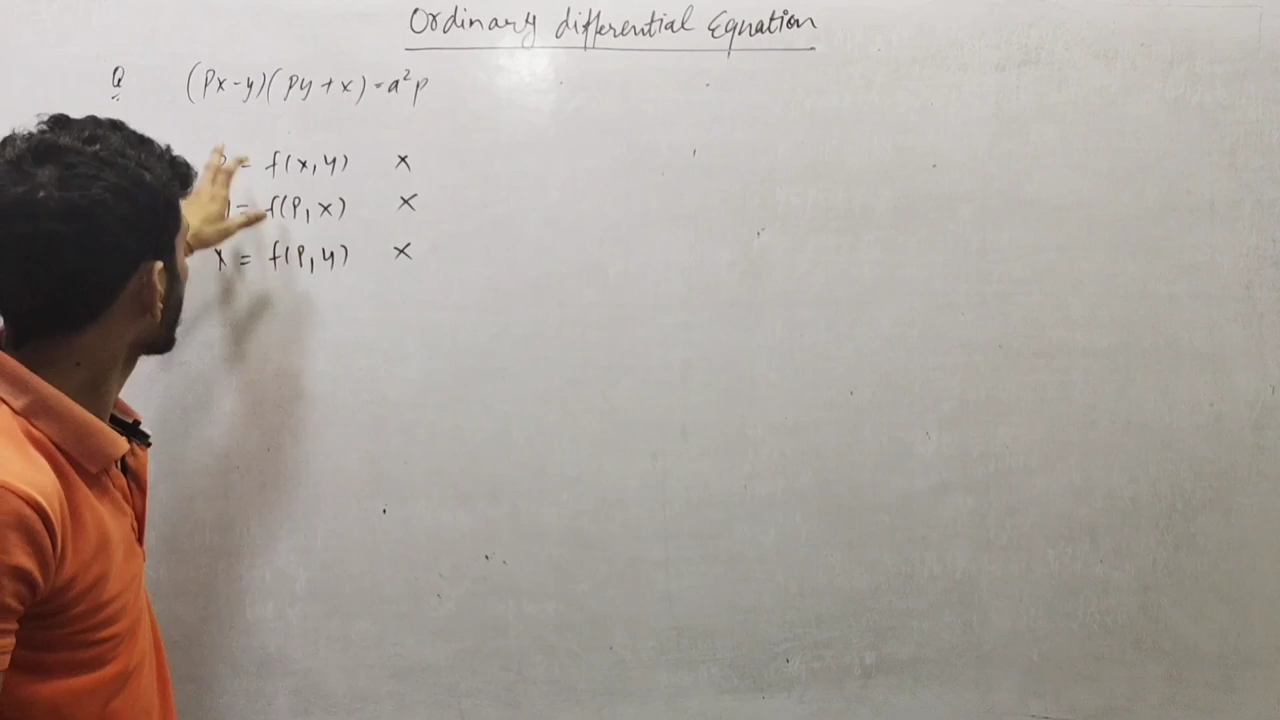 Ordinary differential Equation
Q (Px-y)(Py+x)=a²p
= f(x,y) ×
= f(P,x) ×
x = f(P,y) ×